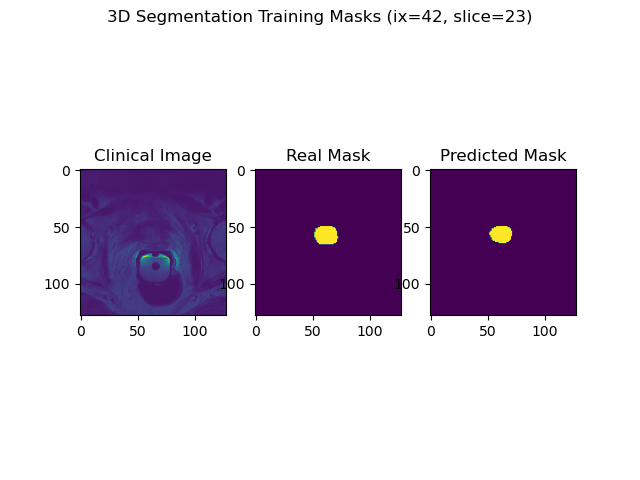 3D Segmentation Training Masks (ix=42, slice=23)
Clinical Image Real Mask Predicted Mask
0 0 0
50 50 50
100 100 100
0 50 100 0 50 100 0 50 100